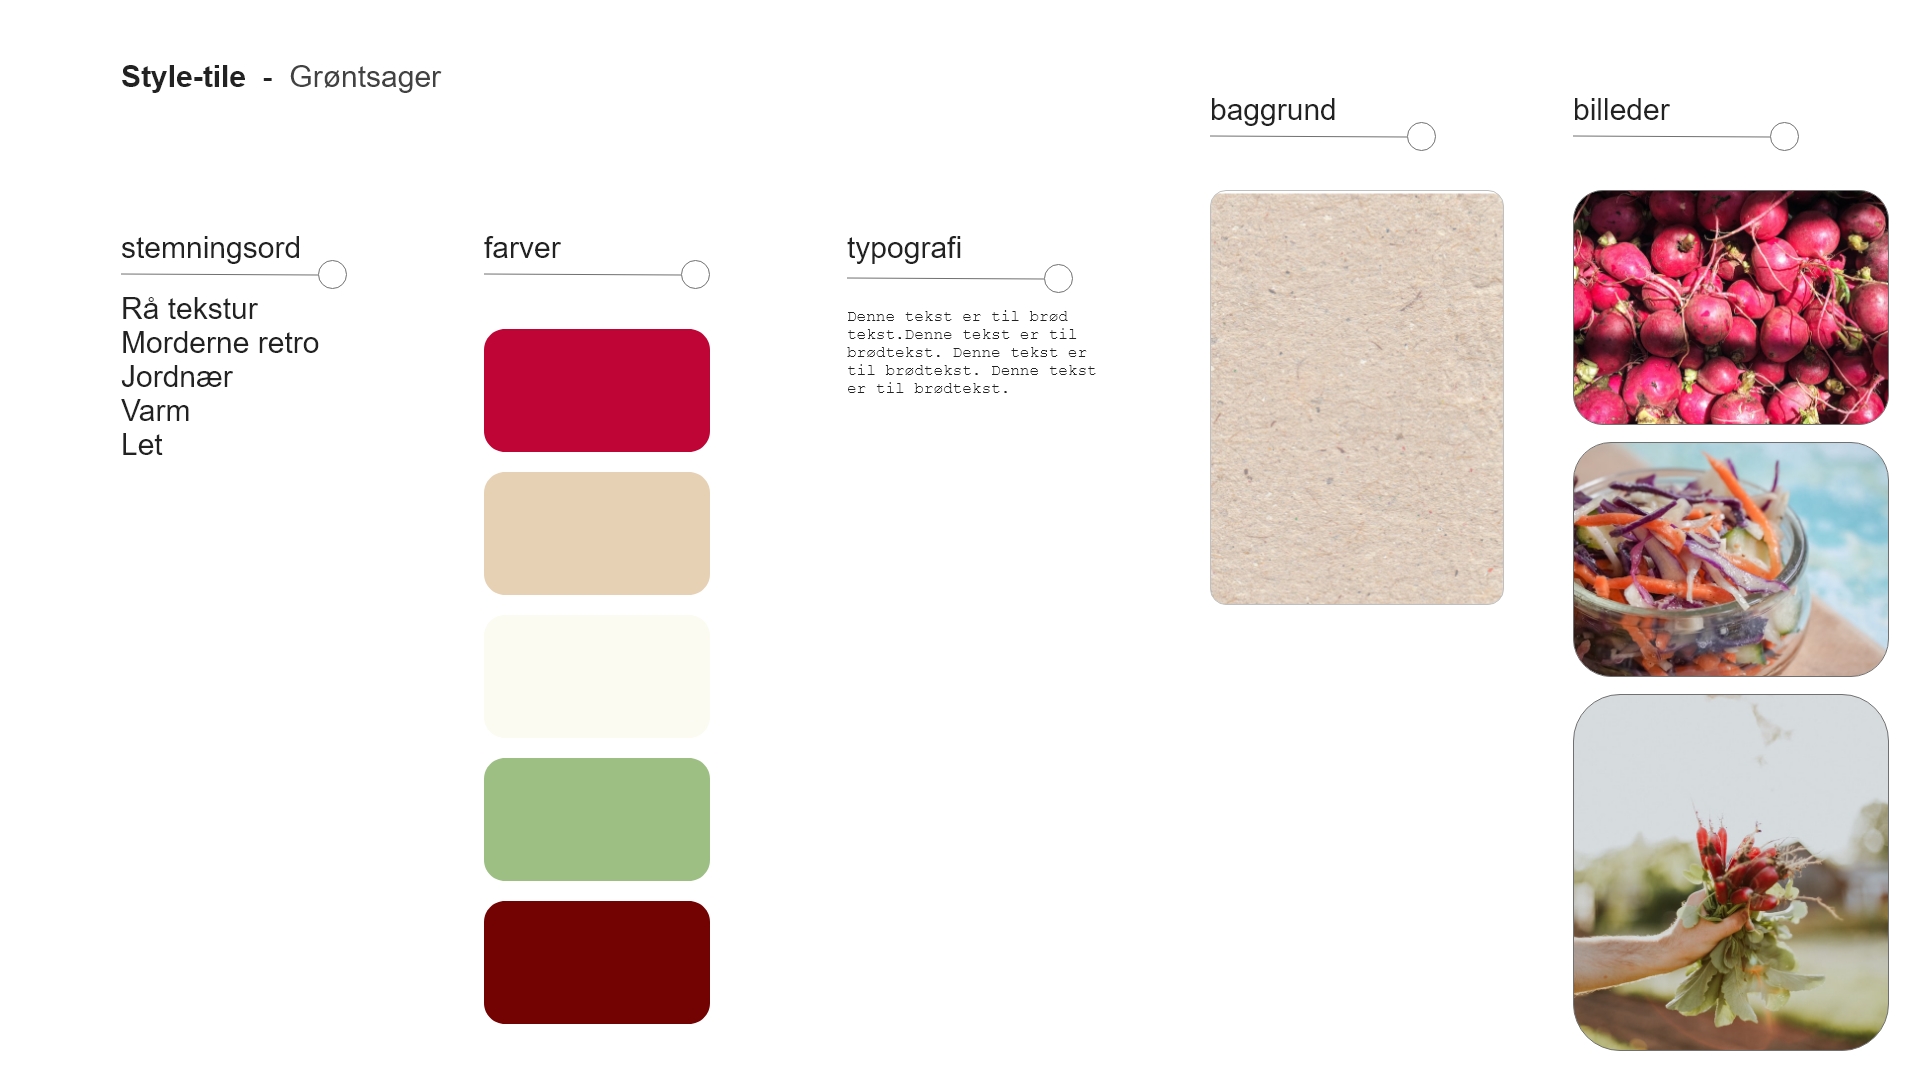 Style-tile - Grøntsager
baggrund
billeder
stemningsord
farver
typografi
Rå tekstur
Morderne retro
Jordnær
Varm
Let
Denne tekst er til brød
tekst.Denne tekst er til
brødtekst. Denne tekst er
til brødtekst. Denne tekst
er til brødtekst.